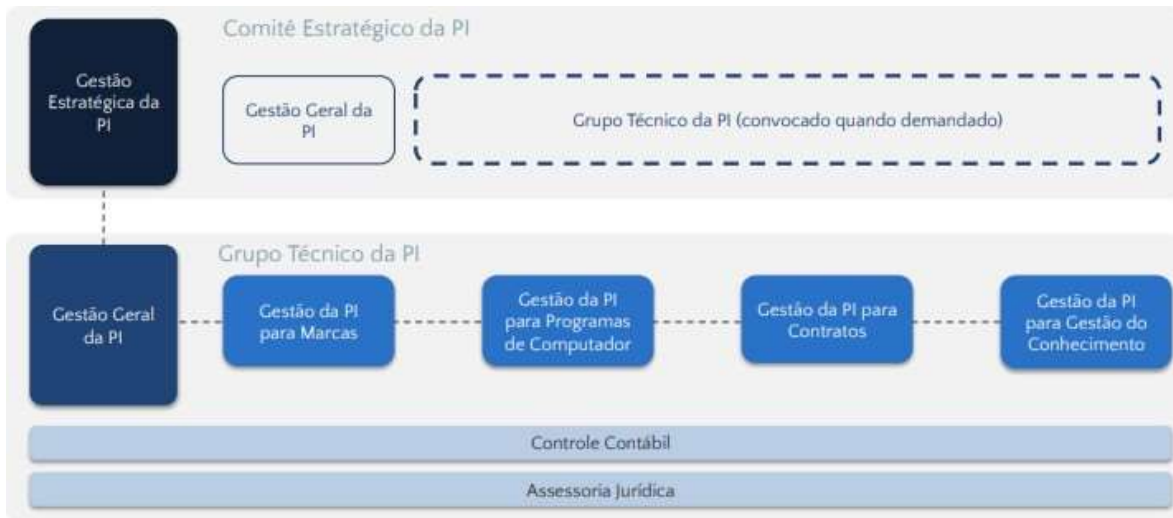 Comitê Estratégico da PI
Gestão
Estratégica da
PI
Gestão Geral da
PI
Grupo Técnico da PI (convocado quando demandado)
Grupo Técnico da PI
Gestão Geral
da PI
Gestão da PI
para Marcas
Gestão da PI
para Programas
de Computador
Gestão da PI para
Contratos
Gestão da PI
para Gestão do
Conhecimento
Controle Contábil
Assessoria Jurídica